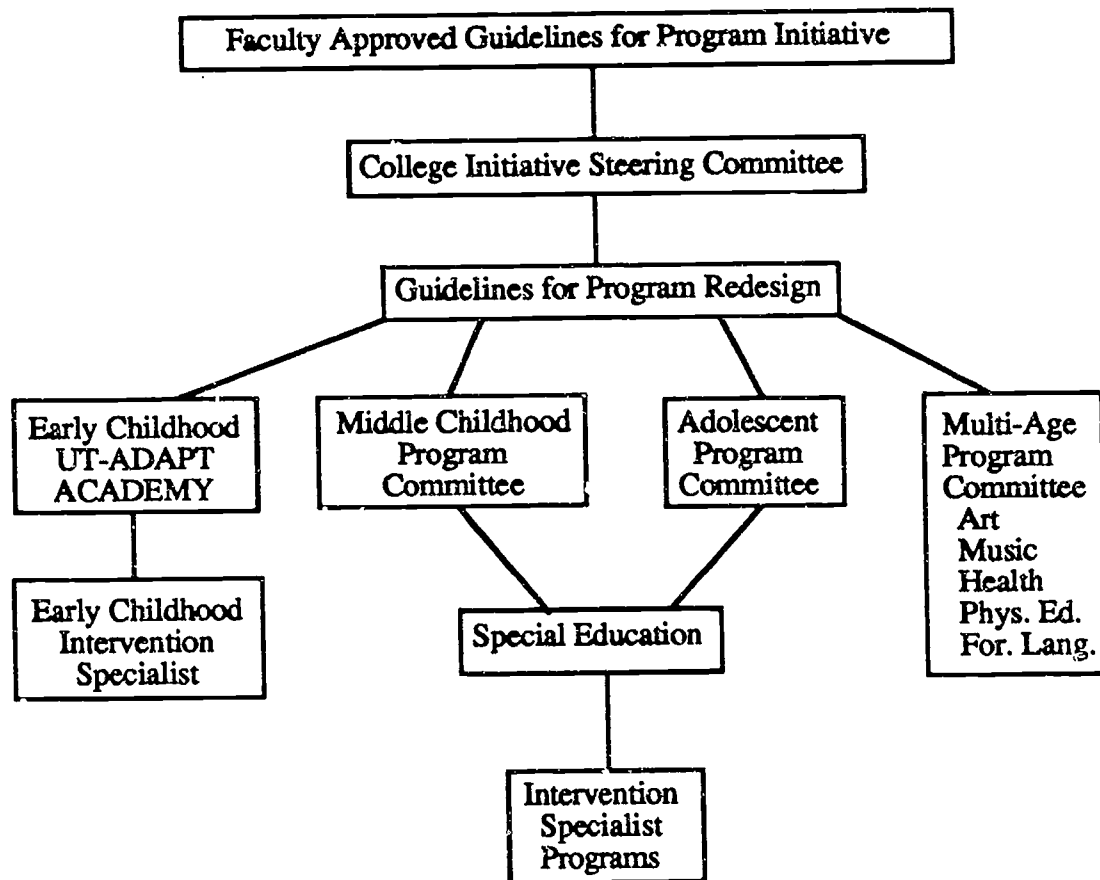 Faculty Approved Guidelines for Program Initiative
College Initiative Steering Committee
Guidelines for Program Redesign
Early Childhood
UT-ADAPT
ACADEMY
Middle Childhood
Program
Committee
Adolescent
Program
Committee
Multi-Age
Program
Committee
Art
Music
Health
Phys. Ed.
For. Lang.
Early Childhood
Intervention
Specialist
Special Education
Intervention
Specialist
Programs